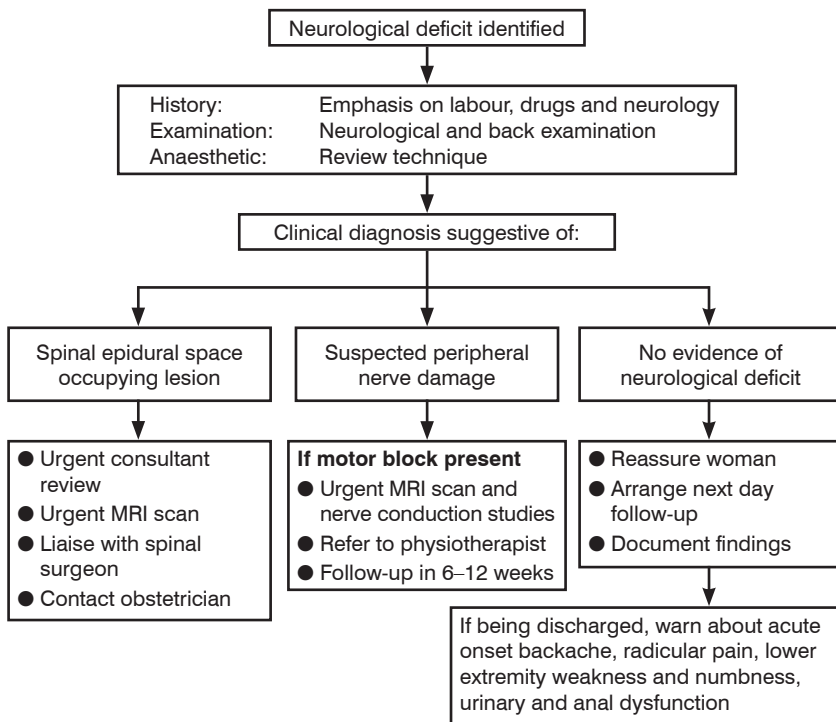 Neurological deficit identified
History: Emphasis on labour, drugs and neurology
Examination: Neurological and back examination
Anaesthetic: Review technique
Clinical diagnosis suggestive of:
Spinal epidural space
occupying lesion
● Urgent consultant
review
● Urgent MRI scan
● Liaise with spinal
surgeon
● Contact obstetrician
Suspected peripheral
nerve damage
If motor block present
● Urgent MRI scan and
nerve conduction studies
● Refer to physiotherapist
● Follow-up in 6–12 weeks
No evidence of
neurological deficit
● Reassure woman
● Arrange next day
follow-up
● Document findings
If being discharged, warn about acute
onset backache, radicular pain, lower
extremity weakness and numbness,
urinary and anal dysfunction